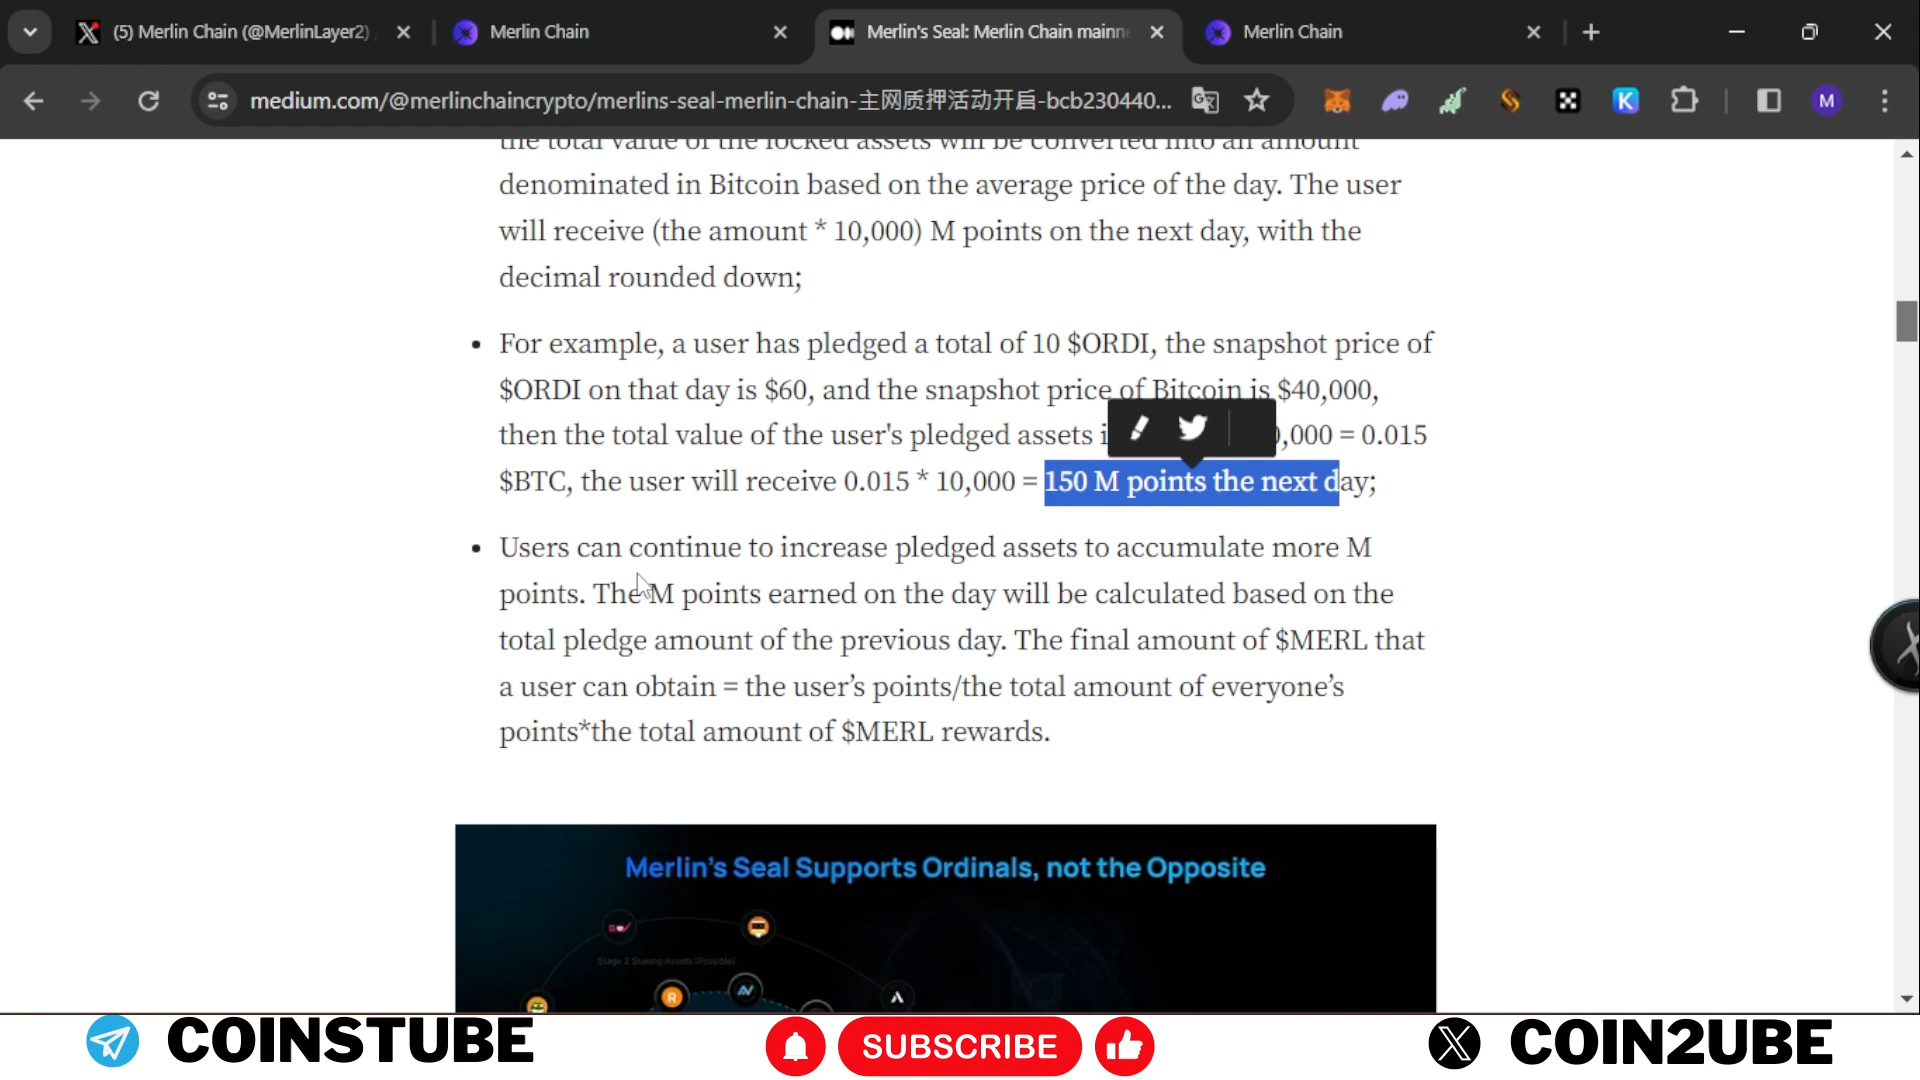 (5) Merlin Chain (@MerlinLayer2)
Merlin Chain
Merlin's Seal: Merlin Chain mainn
Merlin Chain
medium.com/@merlinchaincrypto/merlins-seal-merlin-chain-主网质押活动开启-bcb230440...
K
M
the total value of the locked assets will be converted into an amount
denominated in Bitcoin based on the average price of the day. The user
will receive (the amount * 10,000) M points on the next day, with the
decimal rounded down;
• For example, a user has pledged a total of 10 $ORDI, the snapshot price of
$ORDI on that day is $60, and the snapshot price of Bitcoin is $40,000,
then the total value of the user's pledged assets i 0,000 = 0.015
$BTC, the user will receive 0.015 * 10,000 = 150 M points the next day;
• Users can continue to increase pledged assets to accumulate more M
points. The M points earned on the day will be calculated based on the
total pledge amount of the previous day. The final amount of $MERL that
a user can obtain = the user’s points/the total amount of everyone’s
points*the total amount of $MERL rewards.
Merlin's Seal Supports Ordinals, not the Opposite
Stage 2 Staking Assets (Possible)
COINSTUBE
SUBSCRIBE
COIN2UBE